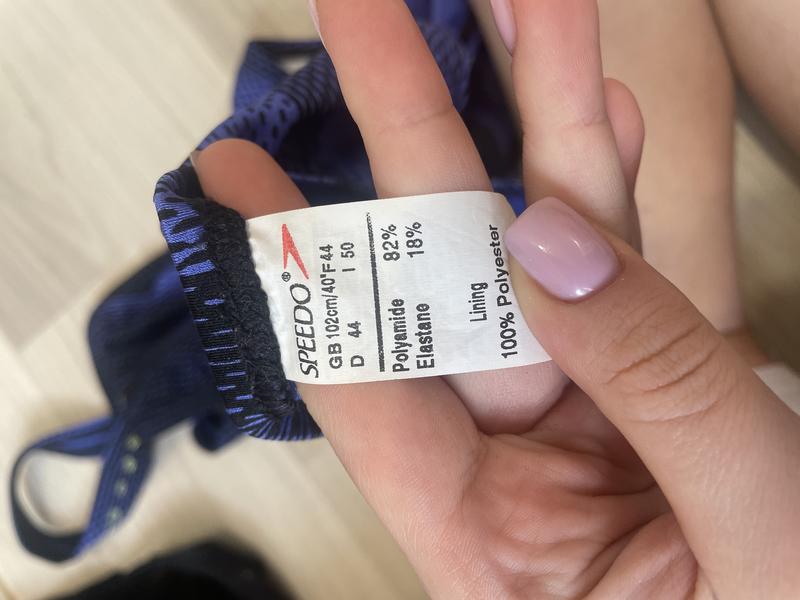 SPEEDO®
GB 102cm/40"F44
D 44 I 50
Polyamide 82%
Elastane 18%
Lining
100% Polyester